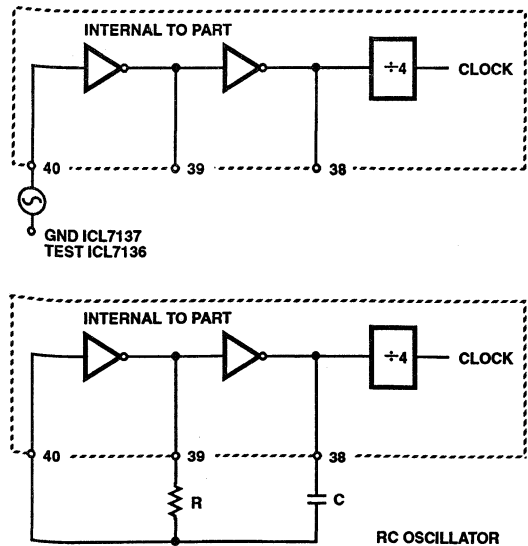 INTERNAL TO PART
÷4
CLOCK
40
39
38
GND ICL7137
TEST ICL7136
INTERNAL TO PART
÷4
CLOCK
40
39
38
R
C
RC OSCILLATOR